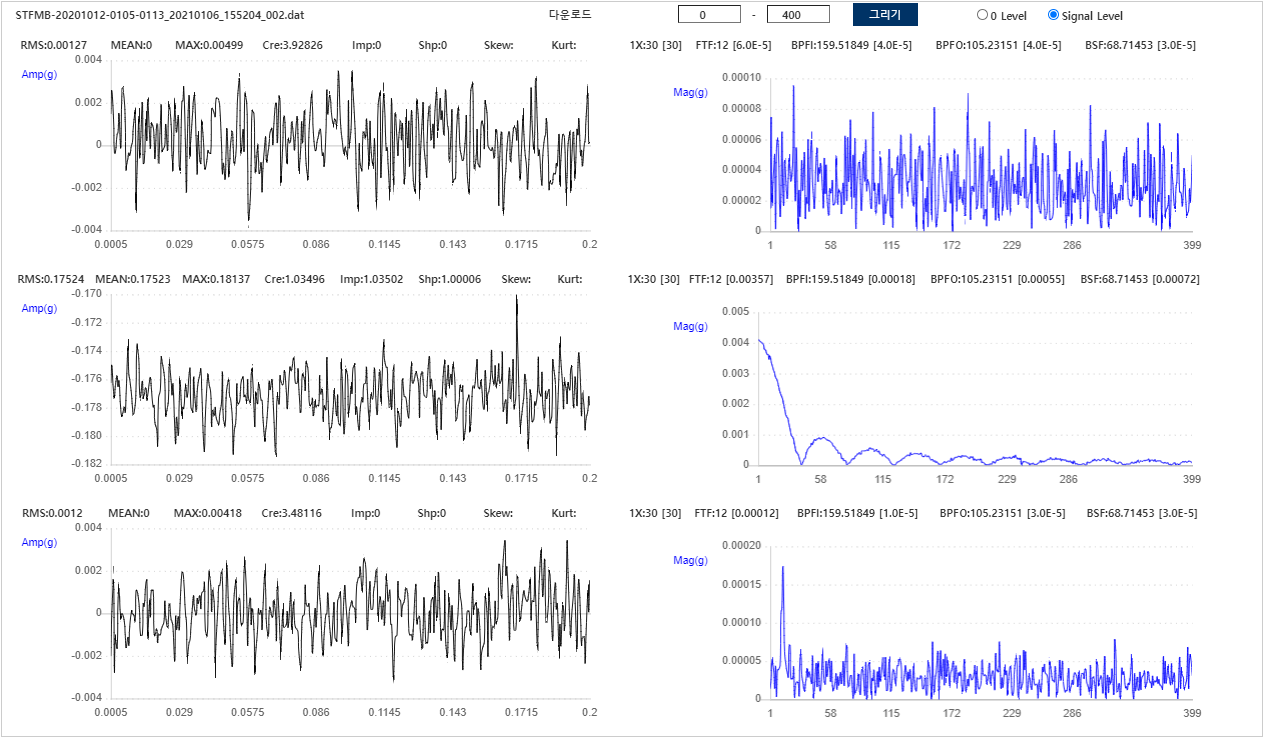 STFMB-20201012-0105-0113_20210106_155204_002.dat 다운로드 0 - 400 그리기 0 Level Signal Level
RMS:0.00127 MEAN:0 MAX:0.00499 Cre:3.92826 Imp:0 Shp:0 Skew: Kurt: 1X:30 [30] FTF:12 [6.0E-5] BPFI:159.51849 [4.0E-5] BPFO:105.23151 [4.0E-5] BSF:68.71453 [3.0E-5]
Amp(g)
0.004
0.002
0
-0.002
-0.004
0.0005 0.029 0.0575 0.086 0.1145 0.143 0.1715 0.2
Mag(g)
0.00010
0.00008
0.00006
0.00004
0.00002
0
1 58 115 172 229 286 399
RMS:0.17524 MEAN:0.17523 MAX:0.18137 Cre:1.03496 Imp:1.03502 Shp:1.00006 Skew: Kurt: 1X:30 [30] FTF:12 [0.00357] BPFI:159.51849 [0.00018] BPFO:105.23151 [0.00055] BSF:68.71453 [0.00072]
Amp(g)
-0.170
-0.172
-0.174
-0.176
-0.178
-0.180
-0.182
0.0005 0.029 0.0575 0.086 0.1145 0.143 0.1715 0.2
Mag(g)
0.005
0.004
0.003
0.002
0.001
0
1 58 115 172 229 286 399
RMS:0.0012 MEAN:0 MAX:0.00418 Cre:3.48116 Imp:0 Shp:0 Skew: Kurt: 1X:30 [30] FTF:12 [0.00012] BPFI:159.51849 [1.0E-5] BPFO:105.23151 [3.0E-5] BSF:68.71453 [3.0E-5]
Amp(g)
0.004
0.002
0
-0.002
-0.004
0.0005 0.029 0.0575 0.086 0.1145 0.143 0.1715 0.2
Mag(g)
0.00020
0.00015
0.00010
0.00005
0
1 58 115 172 229 286 399